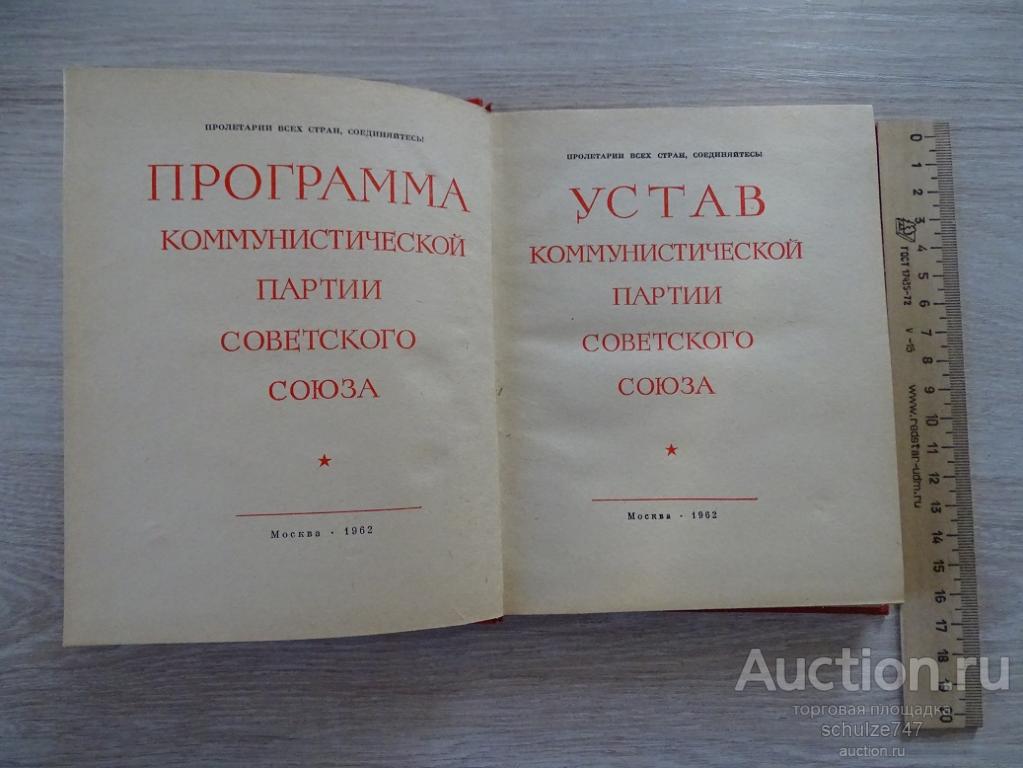 ПРОЛЕТАРИИ ВСЕХ СТРАН, СОЕДИНЯЙТЕСЬ!
ПРОГРАММА
КОММУНИСТИЧЕСКОЙ
ПАРТИИ
СОВЕТСКОГО
СОЮЗА
Москва · 1962
ПРОЛЕТАРИИ ВСЕХ СТРАН, СОЕДИНЯЙТЕСЬ!
УСТАВ
КОММУНИСТИЧЕСКОЙ
ПАРТИИ
СОВЕТСКОГО
СОЮЗА
Москва · 1962
0 1 2 3 4 5 6 7 8 9 10 11 12 13 14 15 16 17 18 19 20
ГОСТ 17435-72
www.redstar-udm.ru
Auction.ru
торговая площадка
schulze747
auction.ru